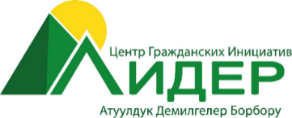 Центр Гражданских Инициатив
ЛИДЕР
Атуулдук Демилгелер Борбору